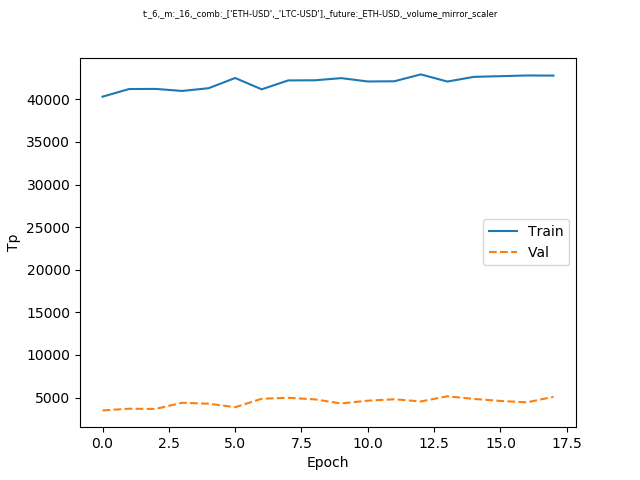 t:_6,_m:_16,_comb:_['ETH-USD',_'LTC-USD'],_future:_ETH-USD,_volume_mirror_scaler
40000
35000
30000
25000
20000
15000
10000
5000
Tp
Train
Val
0.0 2.5 5.0 7.5 10.0 12.5 15.0 17.5
Epoch